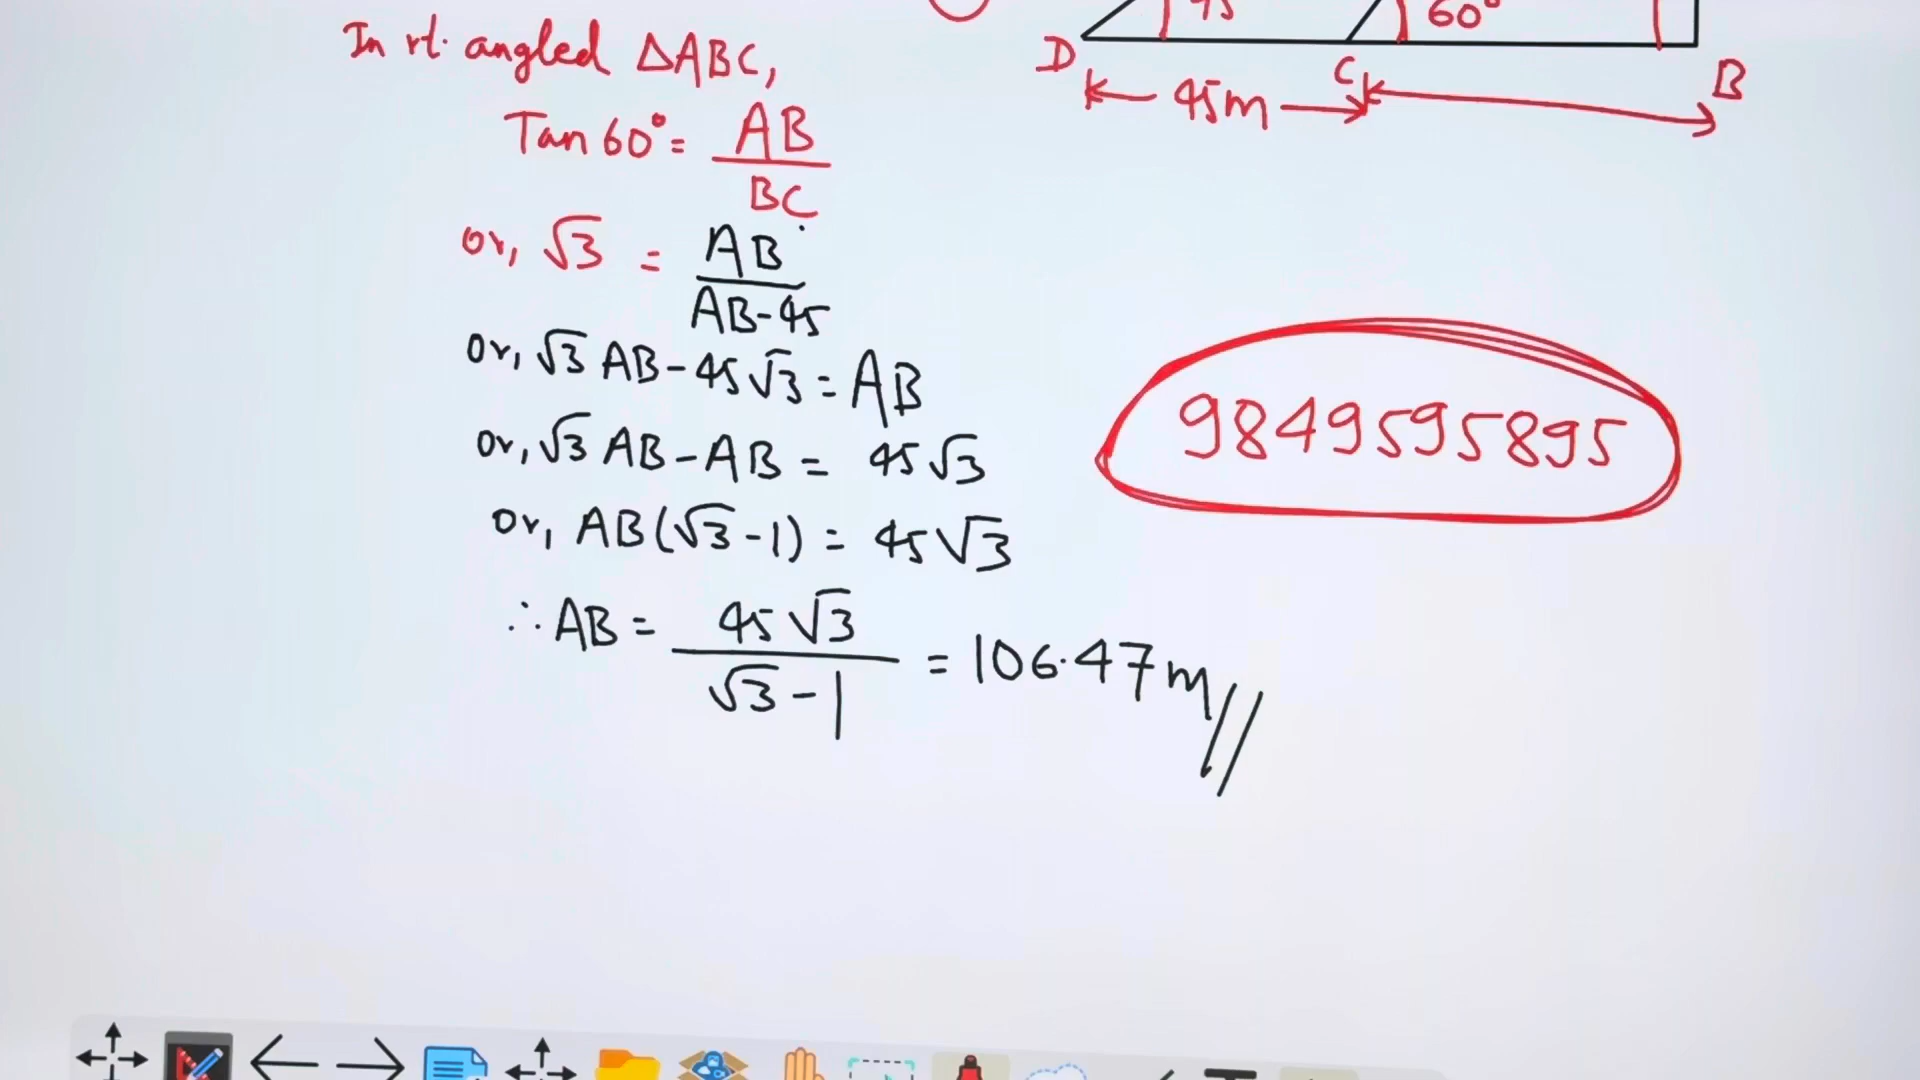 In rt. angled ΔABC,
Tan 60° = AB/BC
or, √3 = AB/AB-45
or, √3 AB - 45√3 = AB
or, √3 AB - AB = 45√3
or, AB(√3 - 1) = 45√3
∴ AB = 45√3/√3 - 1 = 106.47 m//
60°
D
C
B
45m
9849595895